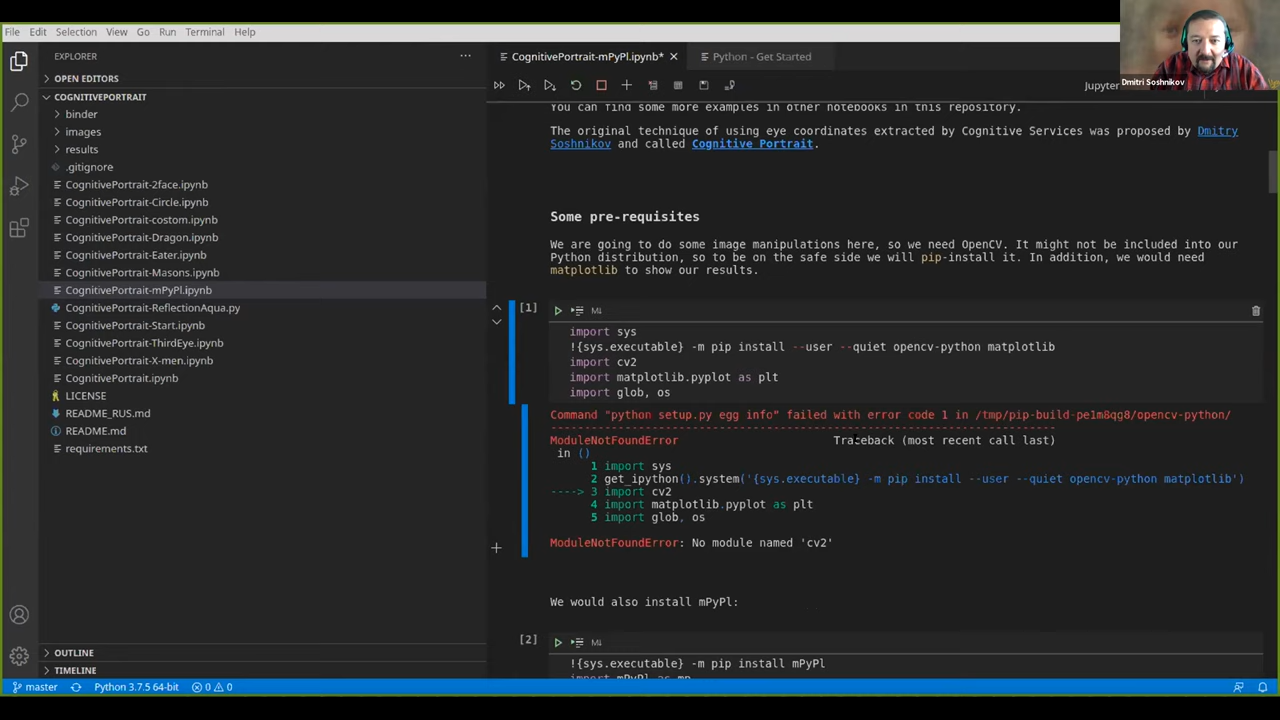 File Edit Selection View Go Run Terminal Help
EXPLORER
OPEN EDITORS
COGNITIVEPORTRAIT
binder
images
results
.gitignore
CognitivePortrait-2face.ipynb
CognitivePortrait-Circle.ipynb
CognitivePortrait-costom.ipynb
CognitivePortrait-Dragon.ipynb
CognitivePortrait-Eater.ipynb
CognitivePortrait-Masons.ipynb
CognitivePortrait-mPyPl.ipynb
CognitivePortrait-ReflectionAqua.py
CognitivePortrait-Start.ipynb
CognitivePortrait-ThirdEye.ipynb
CognitivePortrait-X-men.ipynb
CognitivePortrait.ipynb
LICENSE
README_RUS.md
README.md
requirements.txt
OUTLINE
TIMELINE
master Python 3.7.5 64-bit 0 0
CognitivePortrait-mPyPl.ipynb* Python - Get Started
Jupyter
Dmitri Soshnikov
You can find some more examples in other notebooks in this repository.
The original technique of using eye coordinates extracted by Cognitive Services was proposed by Dmitry
Soshnikov and called Cognitive Portrait.
Some pre-requisites
We are going to do some image manipulations here, so we need OpenCV. It might not be included into our
Python distribution, so to be on the safe side we will pip-install it. In addition, we would need
matplotlib to show our results.
[1]
M↓
import sys
!{sys.executable} -m pip install --user --quiet opencv-python matplotlib
import cv2
import matplotlib.pyplot as plt
import glob, os
Command "python setup.py egg_info" failed with error code 1 in /tmp/pip-build-pe1m8qg8/opencv-python/
---------------------------------------------------------------------------
ModuleNotFoundError Traceback (most recent call last)
in ()
1 import sys
2 get_ipython().system('{sys.executable} -m pip install --user --quiet opencv-python matplotlib')
----> 3 import cv2
4 import matplotlib.pyplot as plt
5 import glob, os
ModuleNotFoundError: No module named 'cv2'
We would also install mPyPl:
[2]
M↓
!{sys.executable} -m pip install mPyPl
import mPyPl as mp